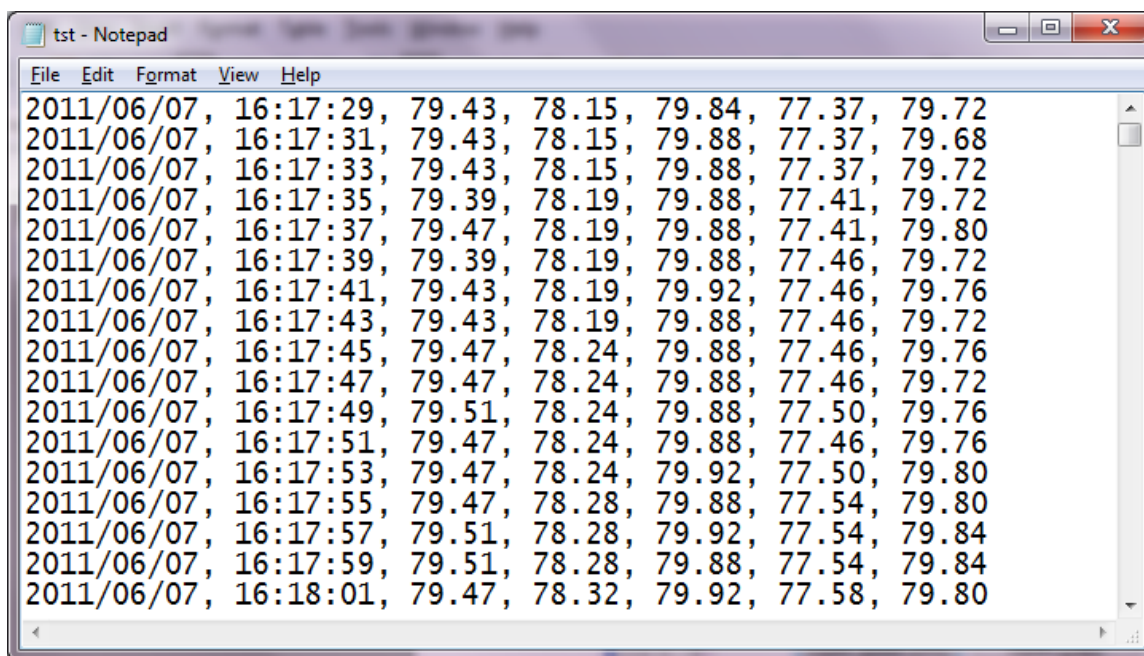 tst - Notepad
File Edit Format View Help
2011/06/07, 16:17:29, 79.43, 78.15, 79.84, 77.37, 79.72
2011/06/07, 16:17:31, 79.43, 78.15, 79.88, 77.37, 79.68
2011/06/07, 16:17:33, 79.43, 78.15, 79.88, 77.37, 79.72
2011/06/07, 16:17:35, 79.39, 78.19, 79.88, 77.41, 79.72
2011/06/07, 16:17:37, 79.47, 78.19, 79.88, 77.41, 79.80
2011/06/07, 16:17:39, 79.39, 78.19, 79.88, 77.46, 79.72
2011/06/07, 16:17:41, 79.43, 78.19, 79.92, 77.46, 79.76
2011/06/07, 16:17:43, 79.43, 78.19, 79.88, 77.46, 79.72
2011/06/07, 16:17:45, 79.47, 78.24, 79.88, 77.46, 79.76
2011/06/07, 16:17:47, 79.47, 78.24, 79.88, 77.46, 79.72
2011/06/07, 16:17:49, 79.51, 78.24, 79.88, 77.50, 79.76
2011/06/07, 16:17:51, 79.47, 78.24, 79.88, 77.46, 79.76
2011/06/07, 16:17:53, 79.47, 78.24, 79.92, 77.50, 79.80
2011/06/07, 16:17:55, 79.47, 78.28, 79.88, 77.54, 79.80
2011/06/07, 16:17:57, 79.51, 78.28, 79.92, 77.54, 79.84
2011/06/07, 16:17:59, 79.51, 78.28, 79.88, 77.54, 79.84
2011/06/07, 16:18:01, 79.47, 78.32, 79.92, 77.58, 79.80